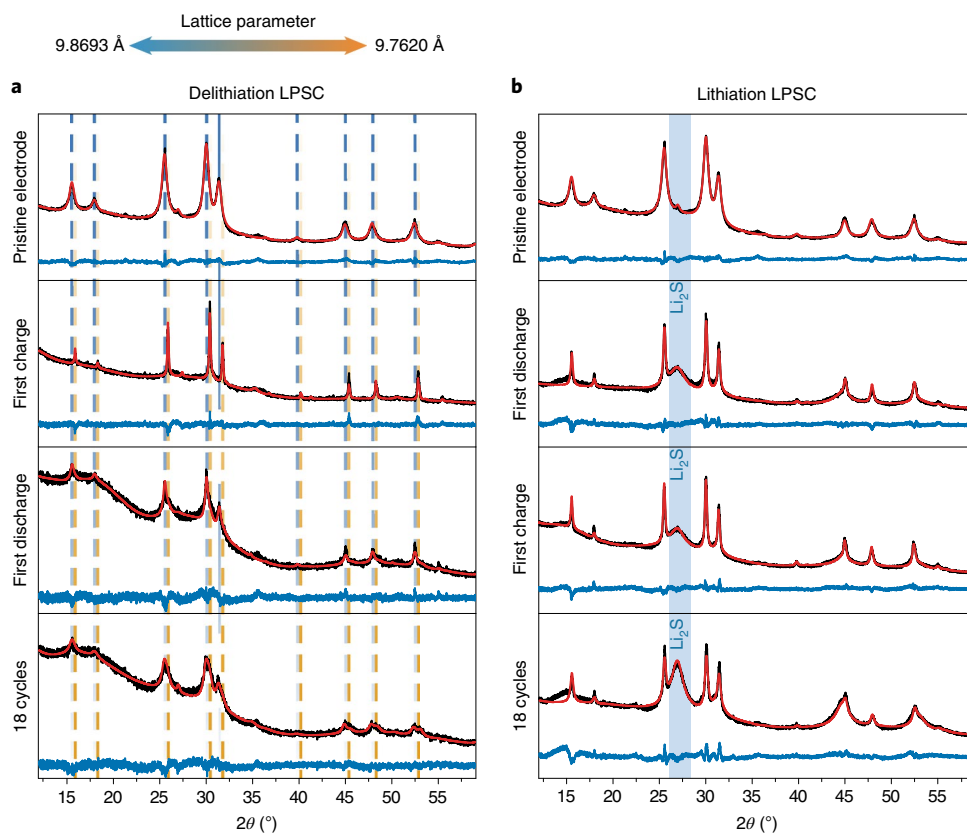 Lattice parameter
9.8693 Å
9.7620 Å
a
Delithiation LPSC
Pristine electrode
First charge
First discharge
18 cycles
15 20 25 30 35 40 45 50 55
2θ (°)
b
Lithiation LPSC
Pristine electrode
First discharge
Li₂S
First charge
Li₂S
18 cycles
Li₂S
15 20 25 30 35 40 45 50 55
2θ (°)